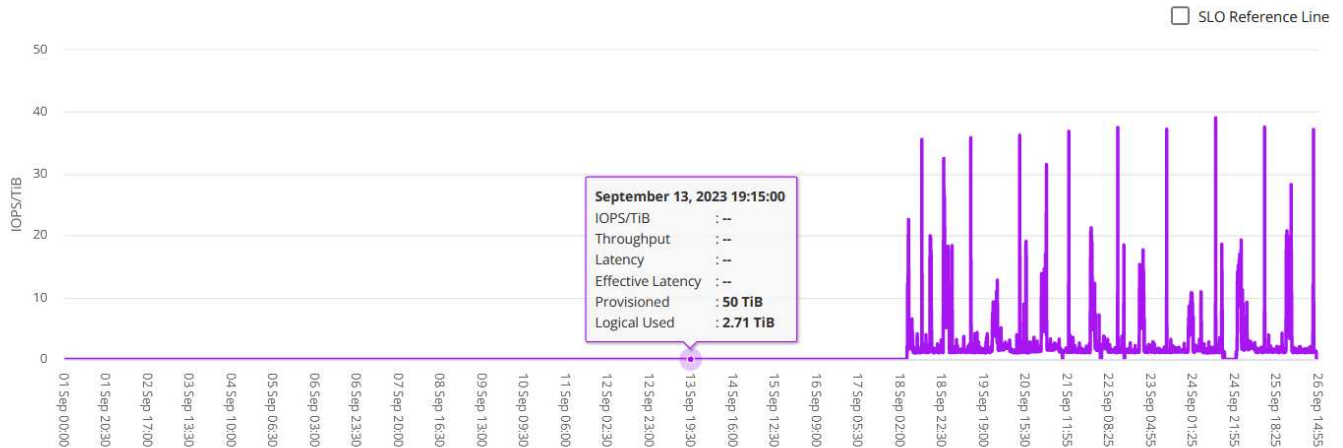 SLO Reference Line
50
40
30
20
10
0
IOPS/TiB
September 13, 2023 19:15:00
IOPS/TiB : --
Throughput : --
Latency : --
Effective Latency : --
Provisioned : 50 TiB
Logical Used : 2.71 TiB
01 Sep 00:00
01 Sep 20:30
02 Sep 17:00
03 Sep 13:30
04 Sep 10:00
05 Sep 06:30
06 Sep 03:00
06 Sep 23:30
07 Sep 20:00
08 Sep 16:30
09 Sep 13:00
10 Sep 09:30
11 Sep 06:00
12 Sep 02:30
12 Sep 23:00
13 Sep 19:30
14 Sep 16:00
15 Sep 12:30
16 Sep 09:00
17 Sep 05:30
18 Sep 02:00
18 Sep 22:30
19 Sep 19:00
20 Sep 15:30
21 Sep 11:55
22 Sep 08:25
23 Sep 04:55
24 Sep 01:25
24 Sep 21:55
25 Sep 18:25
26 Sep 14:55